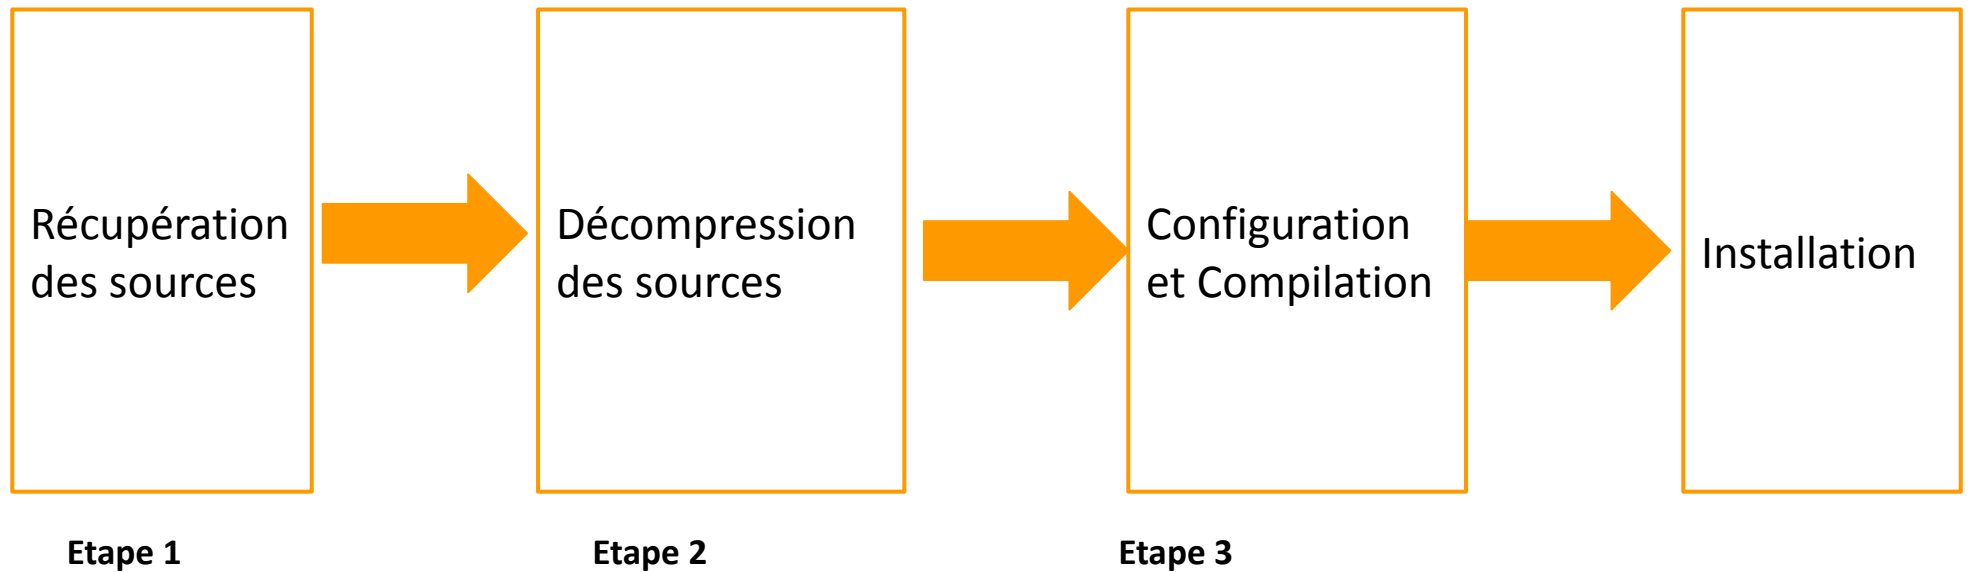 Récupération
des sources
Décompression
des sources
Configuration
et Compilation
Installation
Etape 1
Etape 2
Etape 3